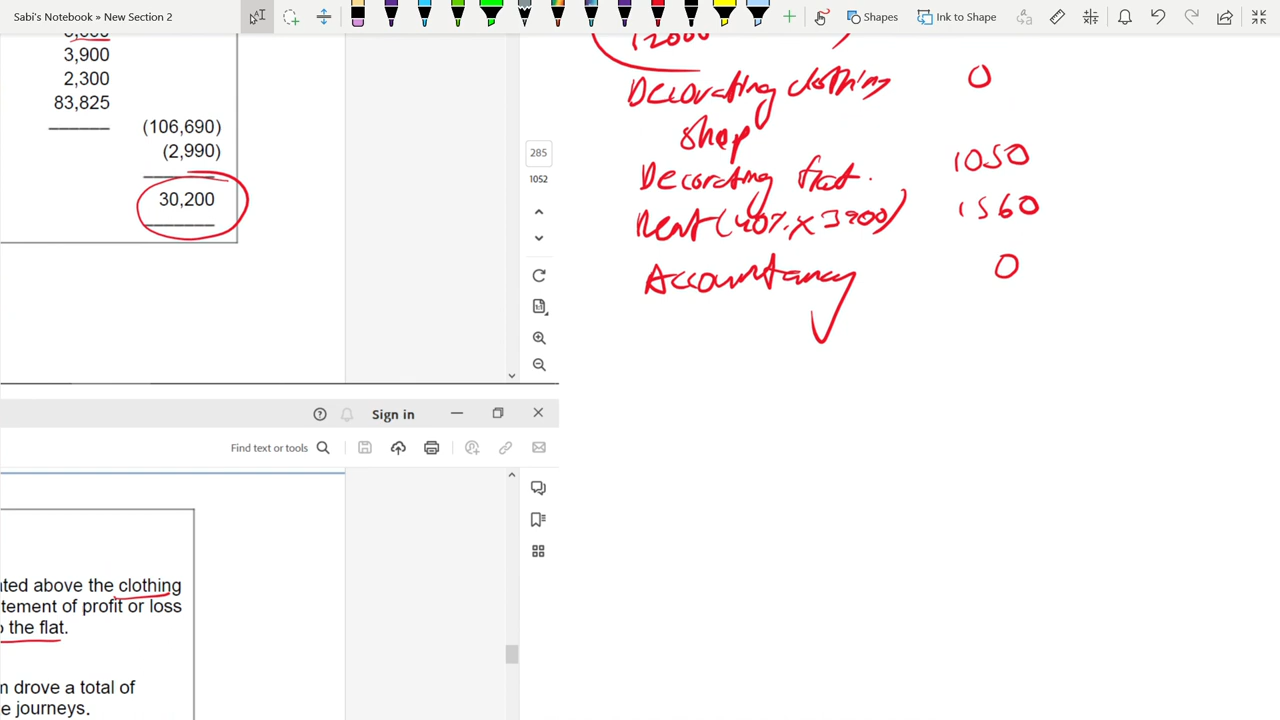 Sabi's Notebook » New Section 2
Shapes
Ink to Shape
12000
3,900
2,300
83,825
(106,690)
(2,990)
30,200
285
1052
Decorating clothing 0
shop
Decorating flat. 1050
Rent (40% x 3900) 1560
Accountancy 0
Sign in
Find text or tools
ated above the clothing
tement of profit or loss
o the flat.
m drove a total of
e journeys.